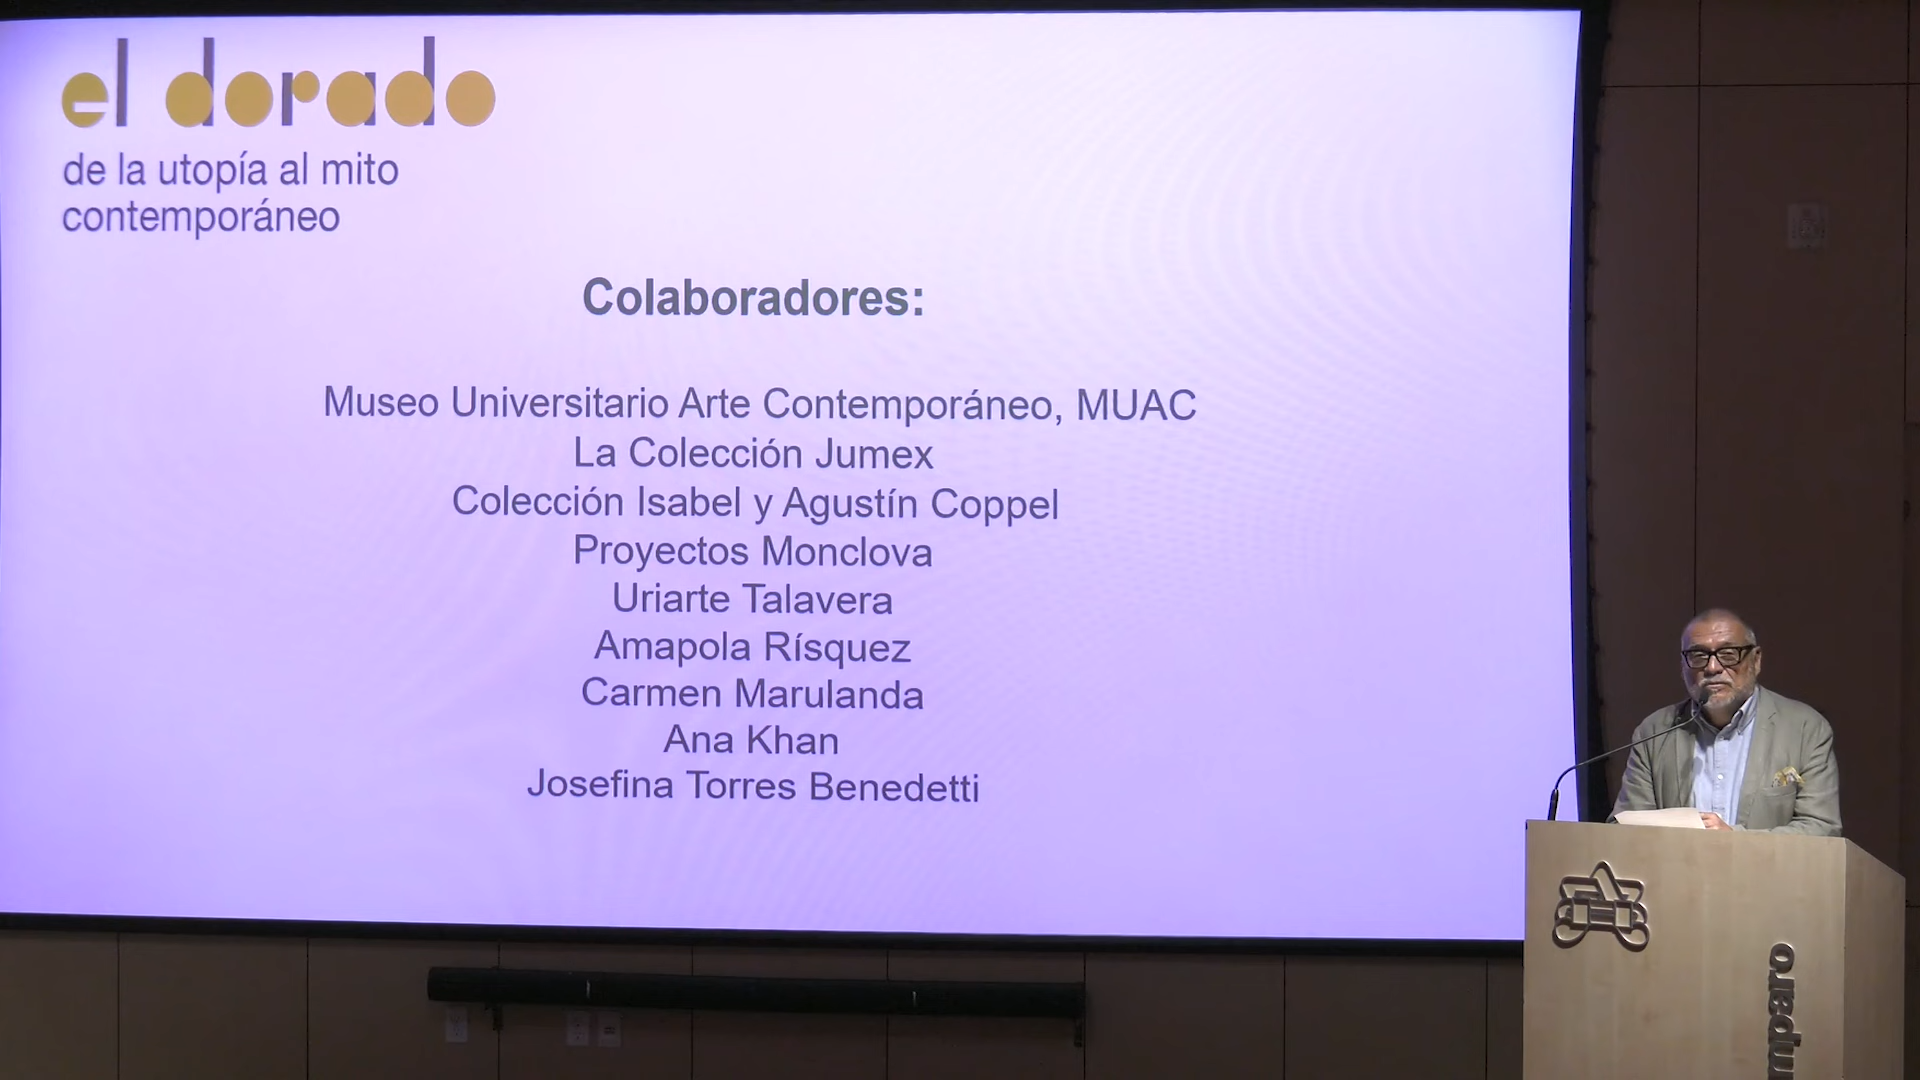 el dorado
de la utopía al mito
contemporáneo
Colaboradores:
Museo Universitario Arte Contemporáneo, MUAC
La Colección Jumex
Colección Isabel y Agustín Coppel
Proyectos Monclova
Uriarte Talavera
Amapola Rísquez
Carmen Marulanda
Ana Khan
Josefina Torres Benedetti
mparo